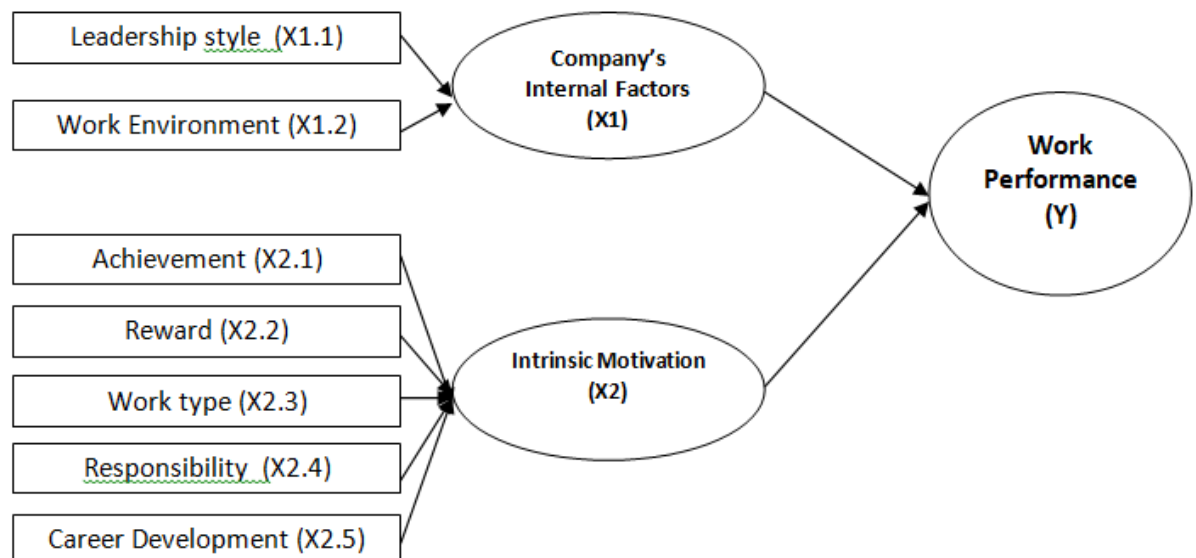 Leadership style  (X1.1)
Work Environment (X1.2)
Company’s
Internal Factors
(X1)
Work
Performance
(Y)
Achievement (X2.1)
Reward (X2.2)
Work type (X2.3)
Responsibility  (X2.4)
Career Development (X2.5)
Intrinsic Motivation
(X2)